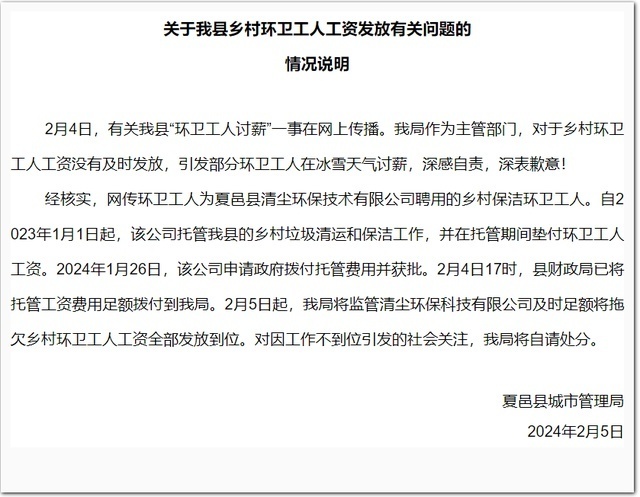 关于我县乡村环卫工人工资发放有关问题的
情况说明
2月4日，有关我县“环卫工人讨薪”一事在网上传播。我局作为主管部门，对于乡村环卫
工人工资没有及时发放，引发部分环卫工人在冰雪天气讨薪，深感自责，深表歉意！
经核实，网传环卫工人为夏邑县清尘环保技术有限公司聘用的乡村保洁环卫工人。自2
023年1月1日起，该公司托管我县的乡村垃圾清运和保洁工作，并在托管期间垫付环卫工人
工资。2024年1月26日，该公司申请政府拨付托管费用并获批。2月4日17时，县财政局已将
托管工资费用足额拨付到我局。2月5日起，我局将监管清尘环保科技有限公司及时足额将拖
欠乡村环卫工人工资全部发放到位。对因工作不到位引发的社会关注，我局将自请处分。
夏邑县城市管理局
2024年2月5日